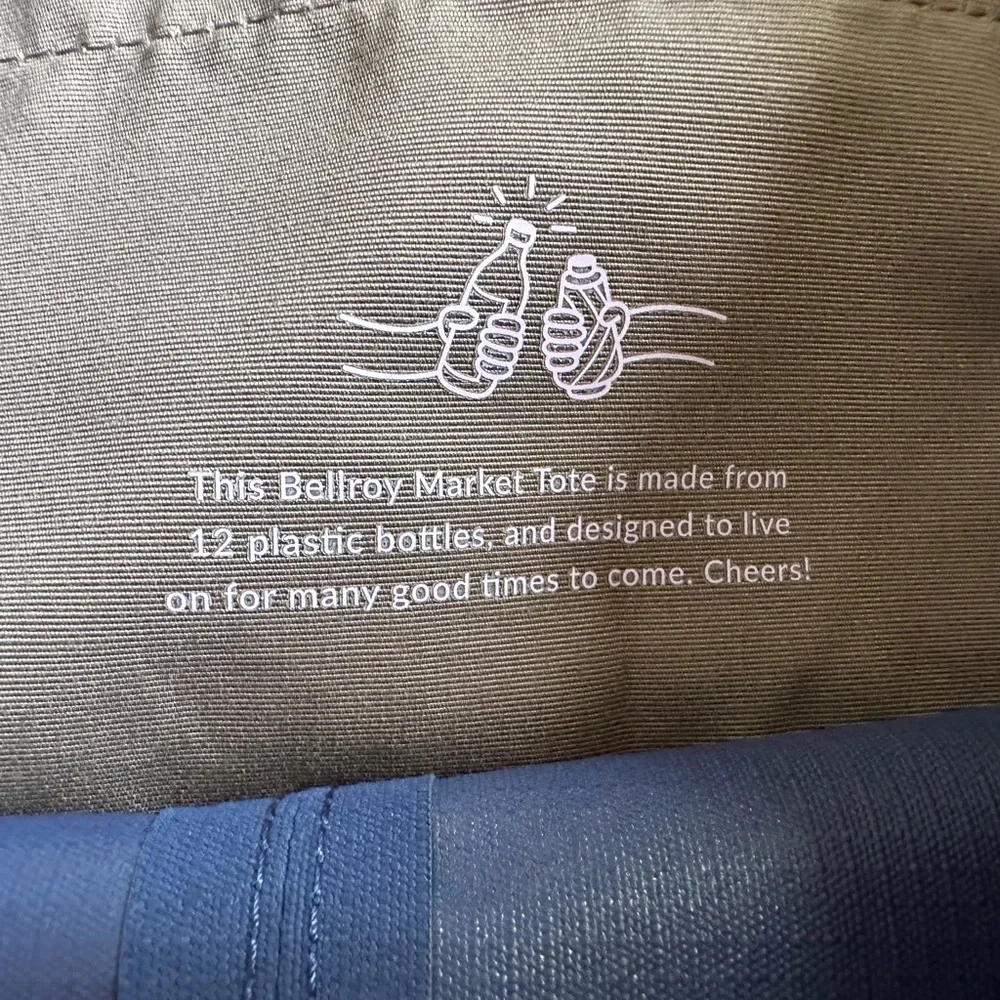 This Bellroy Market Tote is made from
12 plastic bottles, and designed to live
on for many good times to come. Cheers!